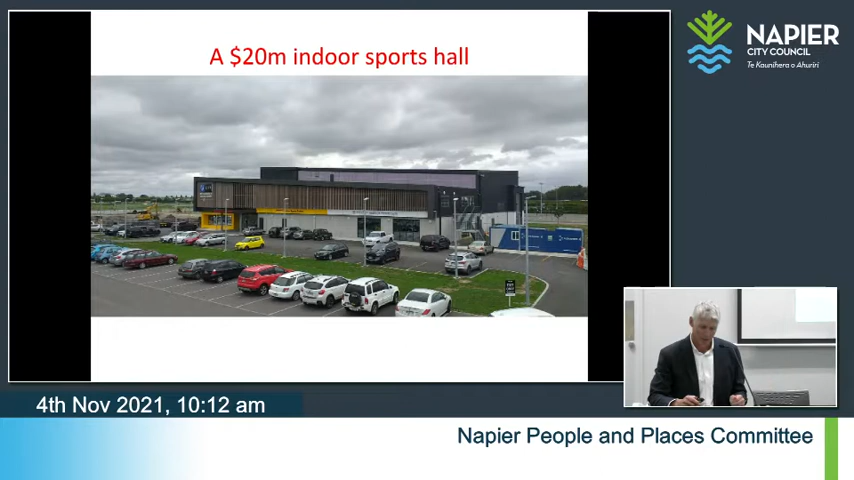 A $20m indoor sports hall
NAPIER
CITY COUNCIL
Te Kaunihera o Ahuriri
4th Nov 2021, 10:12 am
Napier People and Places Committee